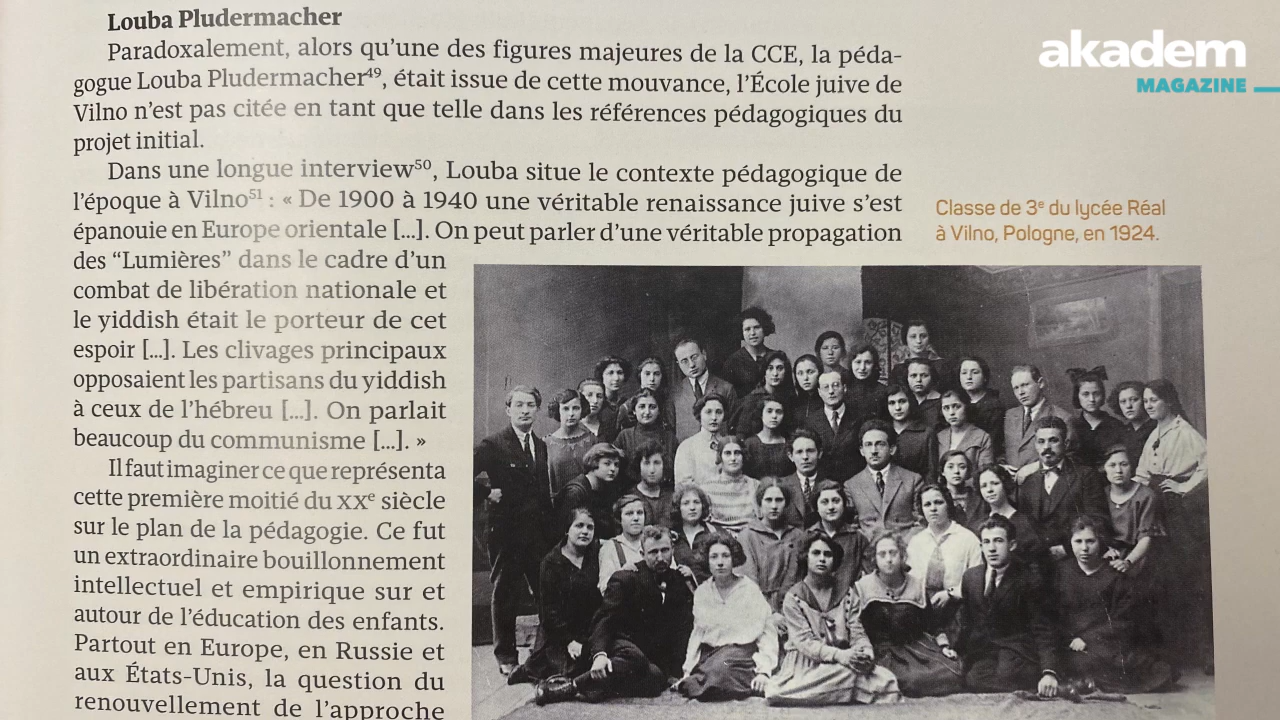 Louba Pludermacher
Paradoxalement, alors qu'une des figures majeures de la CCE, la péda-
gogue Louba Pludermacher⁴⁹, était issue de cette mouvance, l'École juive de
Vilno n'est pas citée en tant que telle dans les références pédagogiques du
projet initial.
Dans une longue interview⁵⁰, Louba situe le contexte pédagogique de
l'époque à Vilno⁵¹ : « De 1900 à 1940 une véritable renaissance juive s'est
épanouie en Europe orientale [...]. On peut parler d'une véritable propagation
des “Lumières” dans le cadre d'un
combat de libération nationale et
le yiddish était le porteur de cet
espoir [...]. Les clivages principaux
opposaient les partisans du yiddish
à ceux de l'hébreu [...]. On parlait
beaucoup du communisme [...]. »
Il faut imaginer ce que représenta
cette première moitié du XXᵉ siècle
sur le plan de la pédagogie. Ce fut
un extraordinaire bouillonnement
intellectuel et empirique sur et
autour de l'éducation des enfants.
Partout en Europe, en Russie et
aux États-Unis, la question du
renouvellement de l'approche
Classe de 3ᵉ du lycée Réal
à Vilno, Pologne, en 1924.
akadem
MAGAZINE